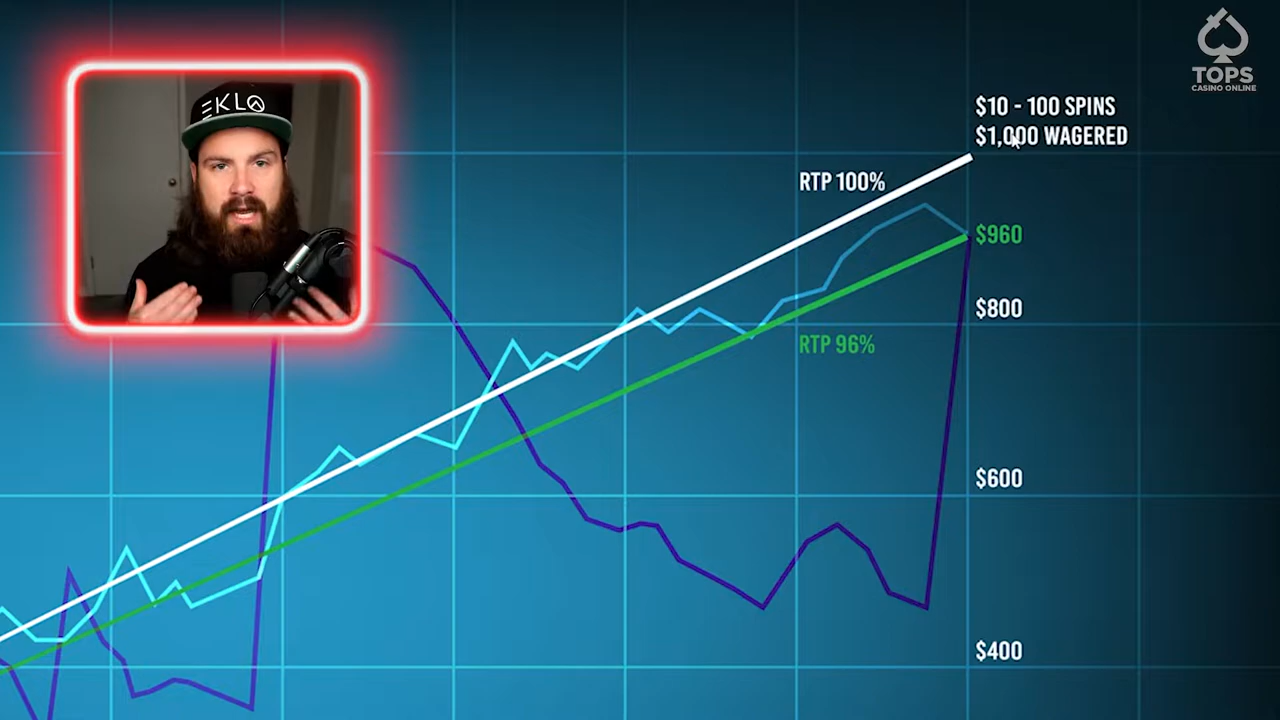 EKLO
TOPS
CASINO ONLINE
$10 - 100 SPINS
$1,000 WAGERED
RTP 100%
$960
$800
RTP 96%
$600
$400